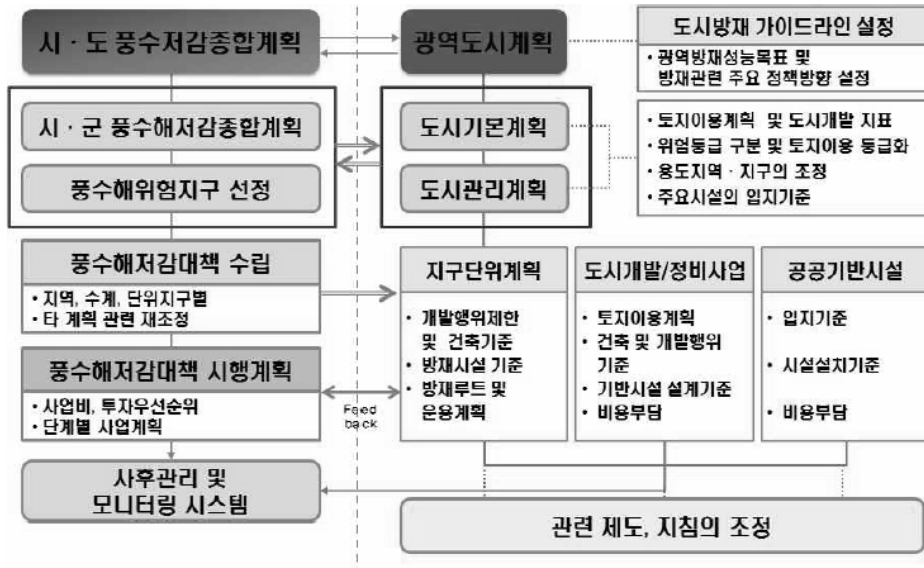 시 · 도 풍수저감종합계획
광역도시계획
도시방재 가이드라인 설정
• 광역방재성능목표 및
방재관련 주요 정책방향 설정
시 · 군 풍수해저감종합계획
풍수해위험지구 선정
도시기본계획
도시관리계획
• 토지이용계획 및 도시개발 지표
• 위험등급 구분 및 토지이용 등급화
• 용도지역 · 지구의 조정
• 주요시설의 입지기준
풍수해저감대책 수립
• 지역, 수계, 단위지구별
• 타 계획 관련 재조정
풍수해저감대책 시행계획
• 사업비, 투자우선순위
• 단계별 사업계획
사후관리 및
모니터링 시스템
Feed
back
지구단위계획
• 개발행위제한
및 건축기준
• 방재시설 기준
• 방재루트 및
운용계획
도시개발/정비사업
• 토지이용계획
• 건축 및 개발행위
기준
• 기반시설 설계기준
• 비용부담
공공기반시설
• 입지기준
• 시설설치기준
• 비용부담
관련 제도, 지침의 조정